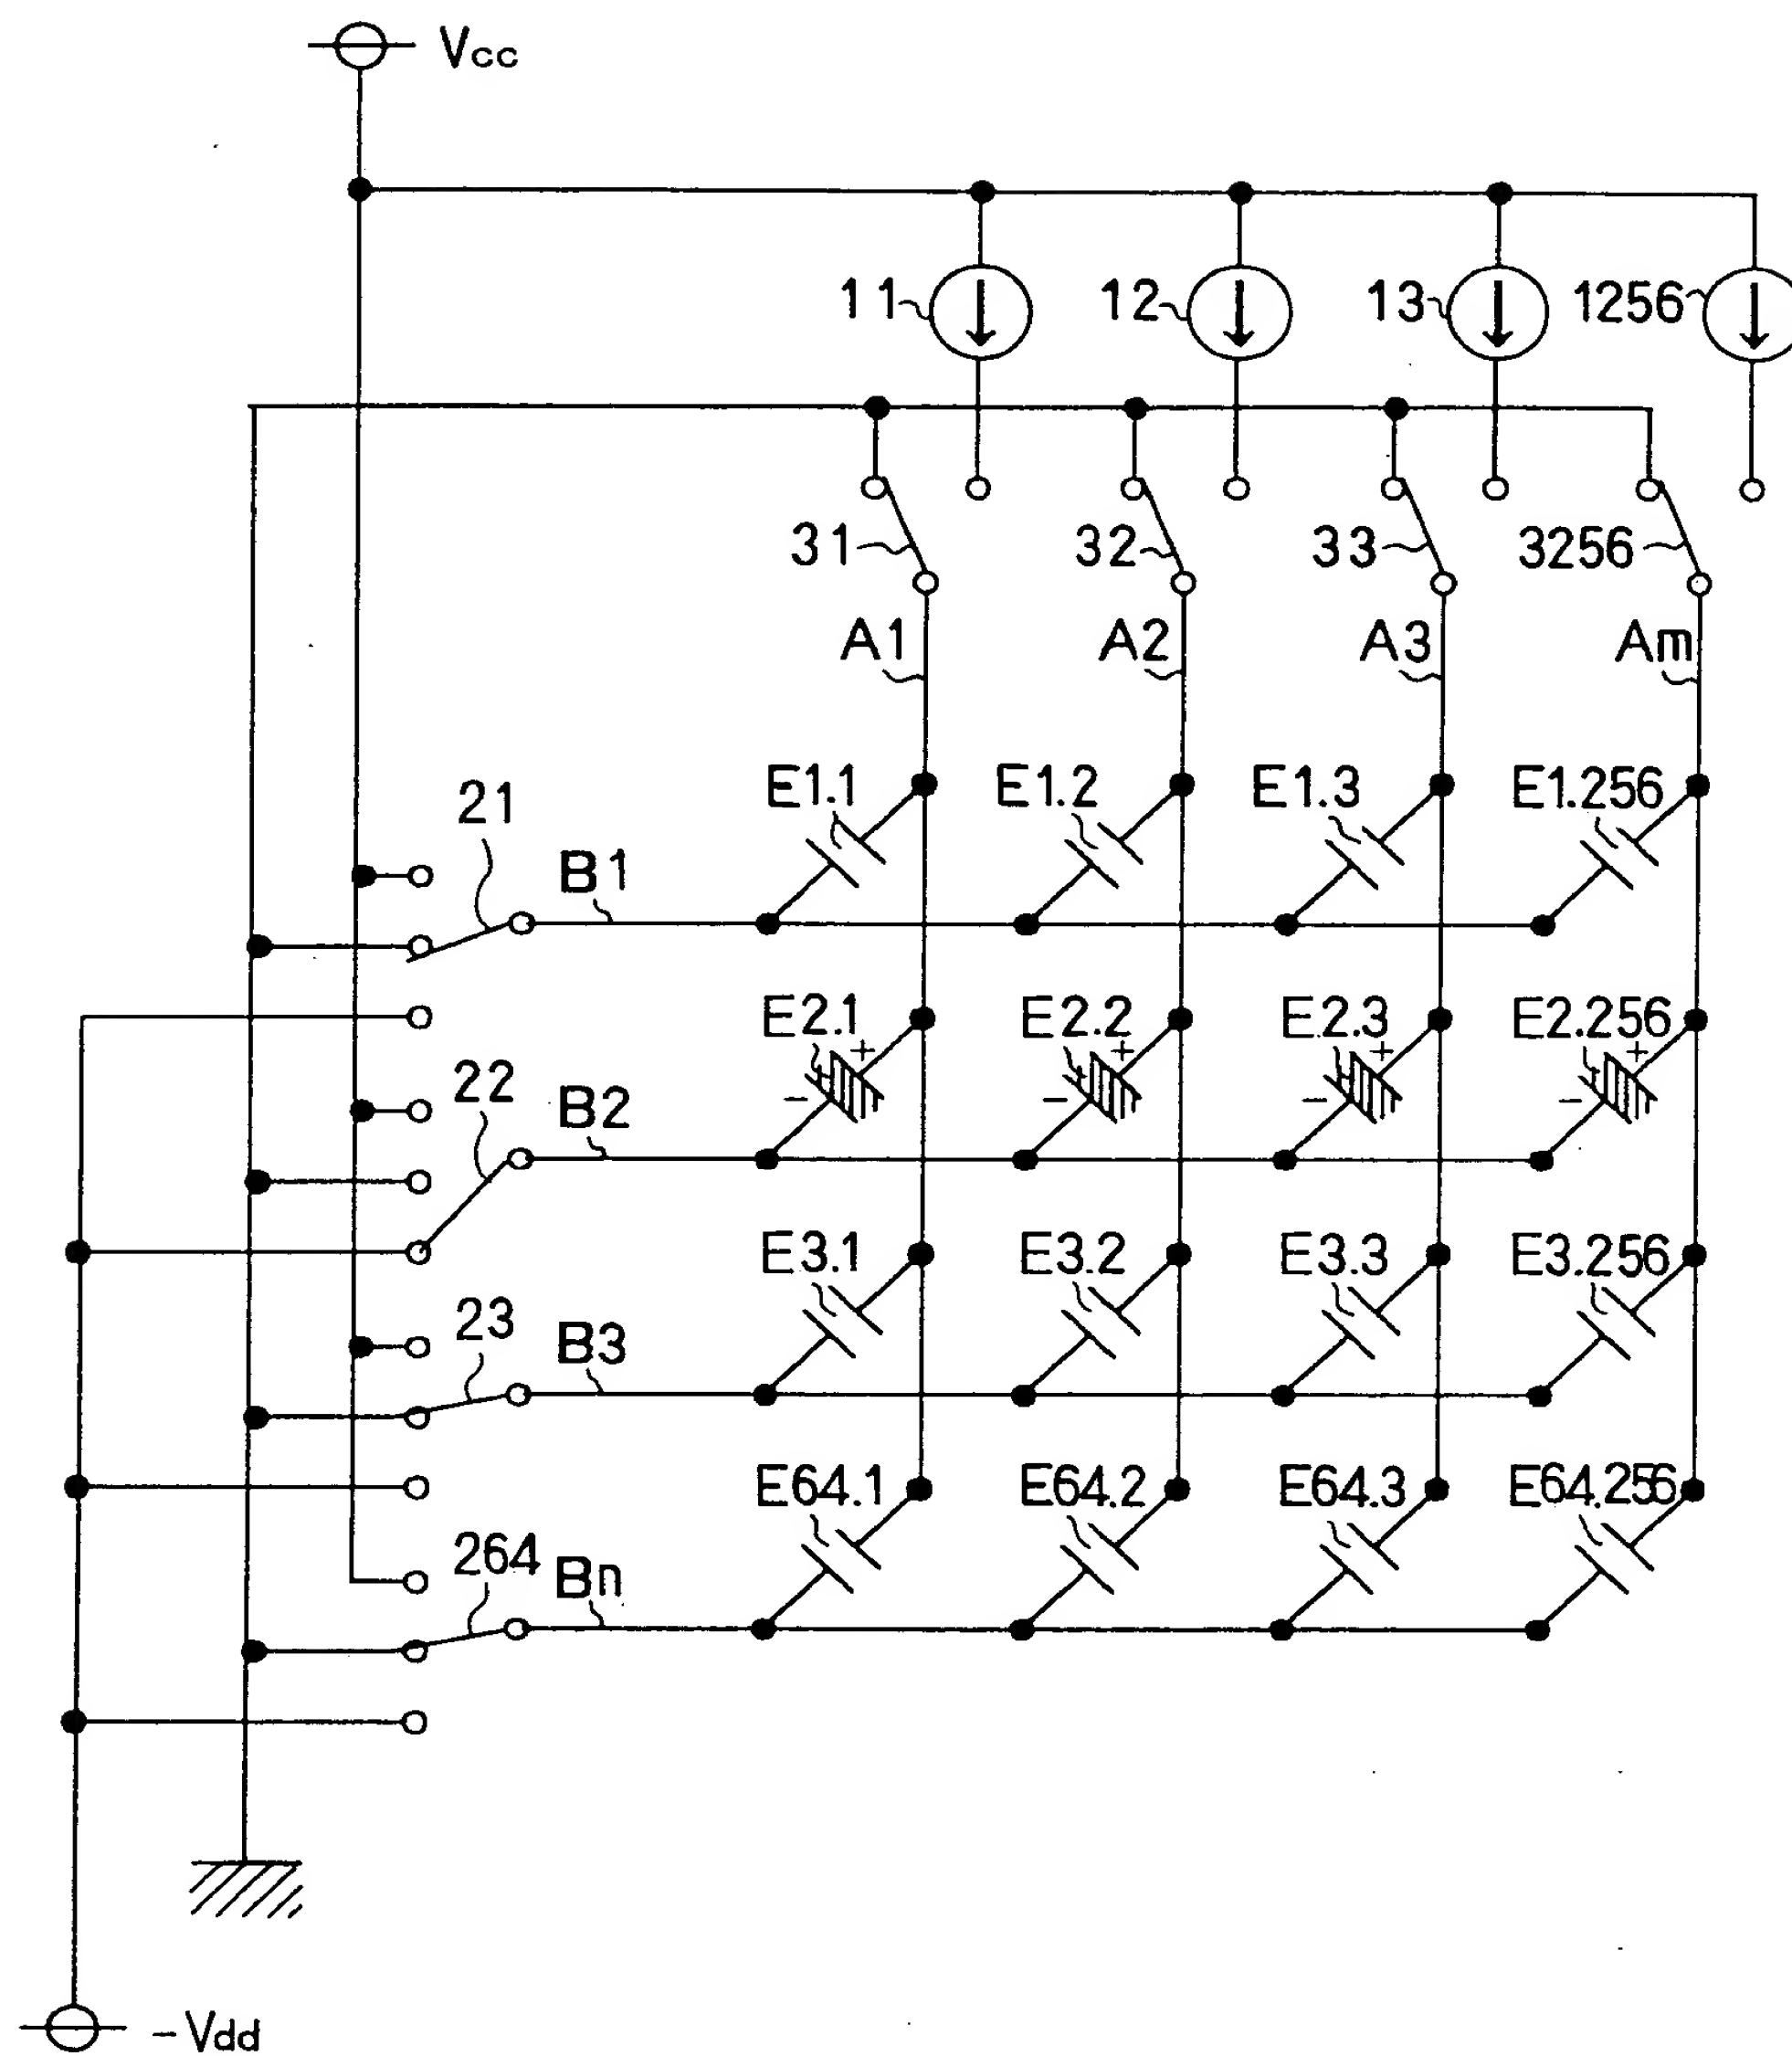 Vcc
11 12 13 1256
31 32 33 3256
A1 A2 A3 Am
E1.1 E1.2 E1.3 E1.256
21
B1
E2.1 E2.2 E2.3 E2.256
+ + + +
22
B2
− − − −
E3.1 E3.2 E3.3 E3.256
23
B3
E64.1 E64.2 E64.3 E64.256
264
Bn
−Vdd